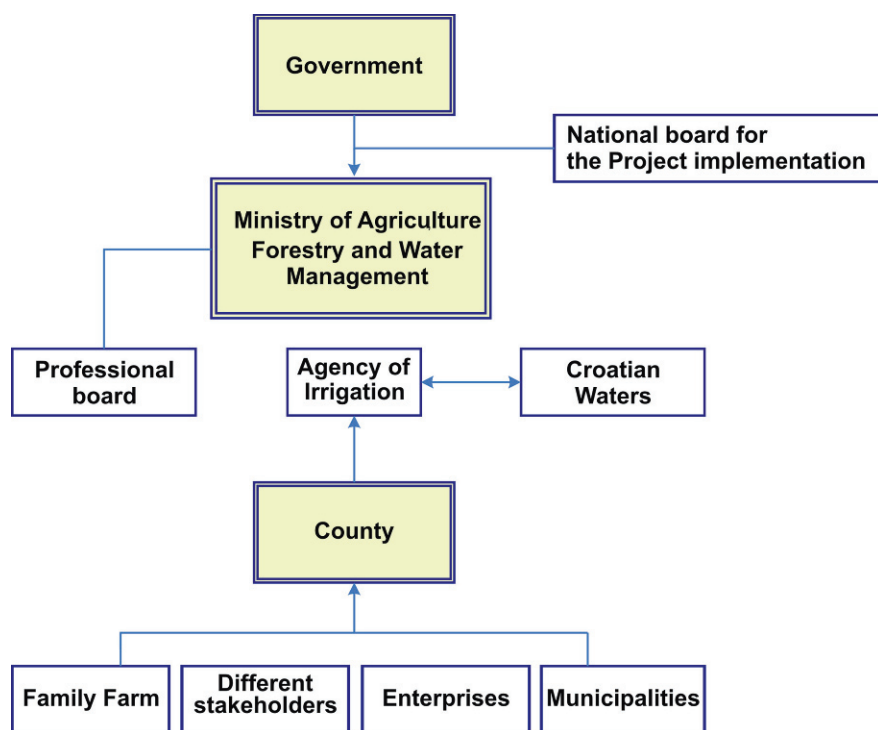 Government
National board for
the Project implementation
Ministry of Agriculture
Forestry and Water
Management
Professional
board
Agency of
Irrigation
Croatian
Waters
County
Family Farm
Different
stakeholders
Enterprises
Municipalities